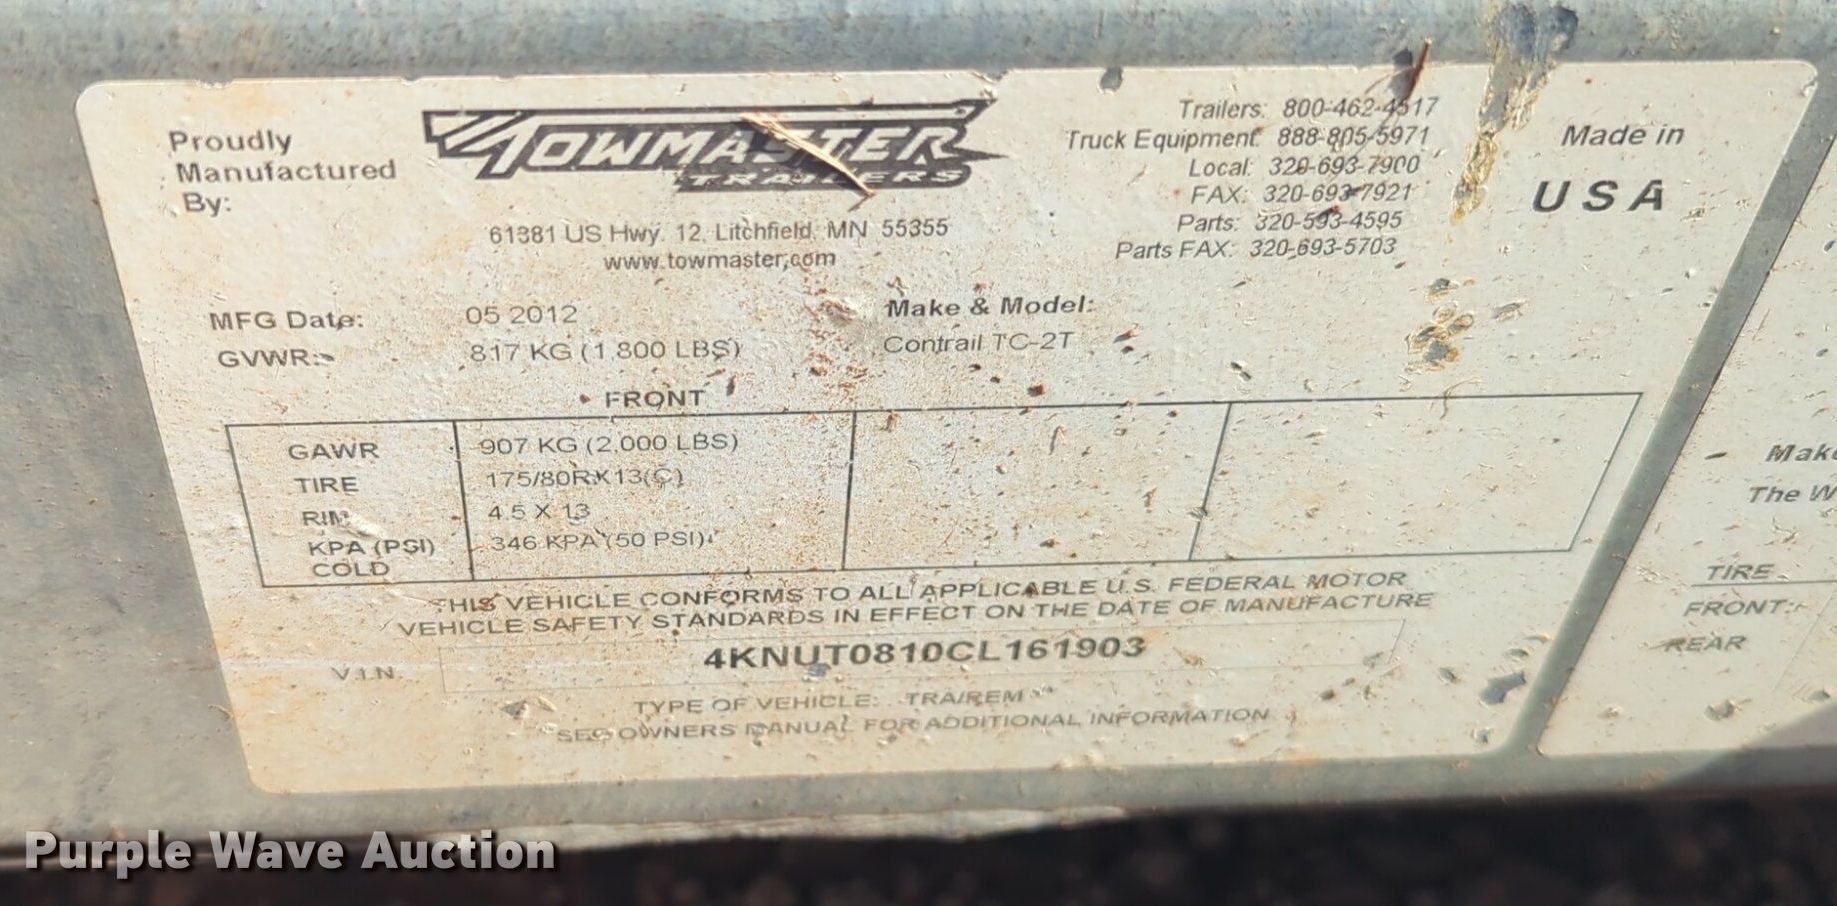 Proudly
Manufactured
By:
TOWMASTER
TRAILERS
61381 US Hwy. 12, Litchfield, MN 55355
www.towmaster.com
Trailers: 800-462-4517
Truck Equipment: 888-805-5971
Local: 320-693-7900
FAX: 320-693-7921
Parts: 320-593-4595
Parts FAX: 320-693-5703
Made in
USA
MFG Date: 05 2012
GVWR: 817 KG (1,800 LBS)
Make & Model:
Contrail TC-2T
FRONT
GAWR 907 KG (2,000 LBS)
TIRE 175/80RX13(C)
RIM 4.5 X 13
KPA (PSI) 346 KPA (50 PSI)
COLD
THIS VEHICLE CONFORMS TO ALL APPLICABLE U.S. FEDERAL MOTOR
VEHICLE SAFETY STANDARDS IN EFFECT ON THE DATE OF MANUFACTURE
V.I.N. 4KNUT0810CL161903
TYPE OF VEHICLE: TRA/REM
SEE OWNERS MANUAL FOR ADDITIONAL INFORMATION
The W
TIRE
FRONT:
REAR
Purple Wave Auction